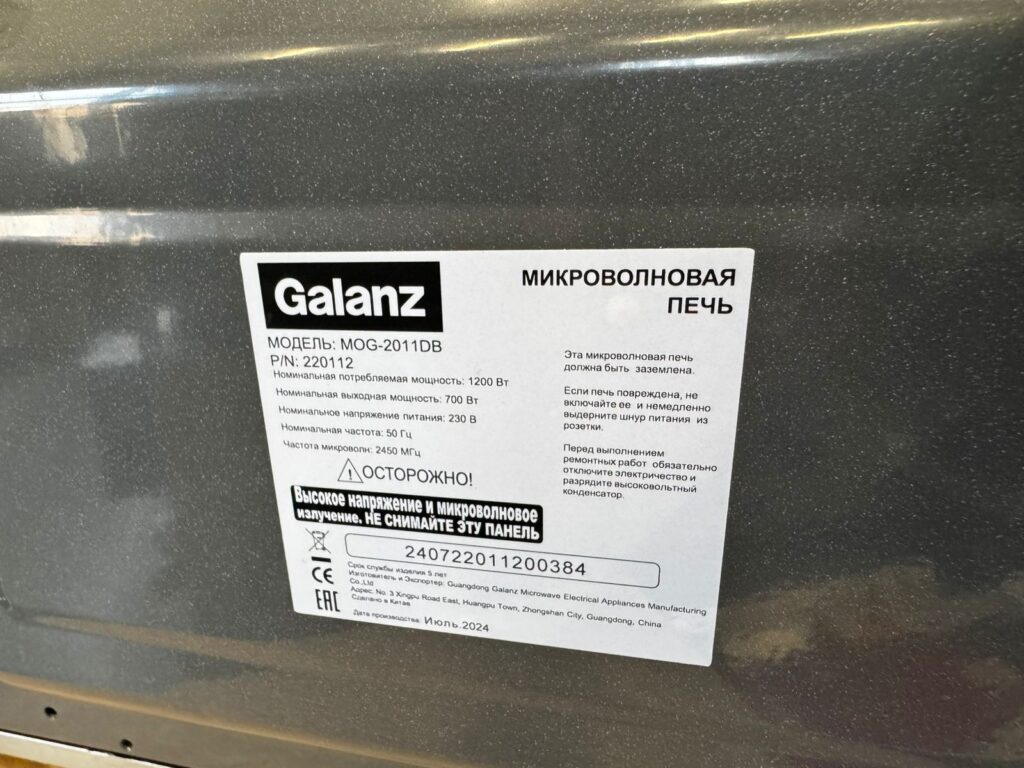 Galanz
МИКРОВОЛНОВАЯ
ПЕЧЬ
МОДЕЛЬ: MOG-2011DB
P/N: 220112
Номинальная потребляемая мощность: 1200 Вт
Номинальная выходная мощность: 700 Вт
Номинальное напряжение питания: 230 В
Номинальная частота: 50 Гц
Частота микроволн: 2450 МГц
Эта микроволновая печь
должна быть заземлена.
Если печь повреждена, не
включайте ее и немедленно
выдерните шнур питания из
розетки.
Перед выполнением
ремонтных работ обязательно
отключите электричество и
разрядите высоковольтный
конденсатор.
ОСТОРОЖНО!
Высокое напряжение и микроволновое
излучение. НЕ СНИМАЙТЕ ЭТУ ПАНЕЛЬ
240722011200384
CE
EAC
Срок службы изделия 5 лет
Изготовитель и Экспортер: Guangdong Galanz Microwave Electrical Appliances Manufacturing
Co.,Ltd
Адрес: No. 3 Xingpu Road East, Huangpu Town, Zhongshan City, Guangdong, China
Сделано в Китае
Дата производства: Июль.2024